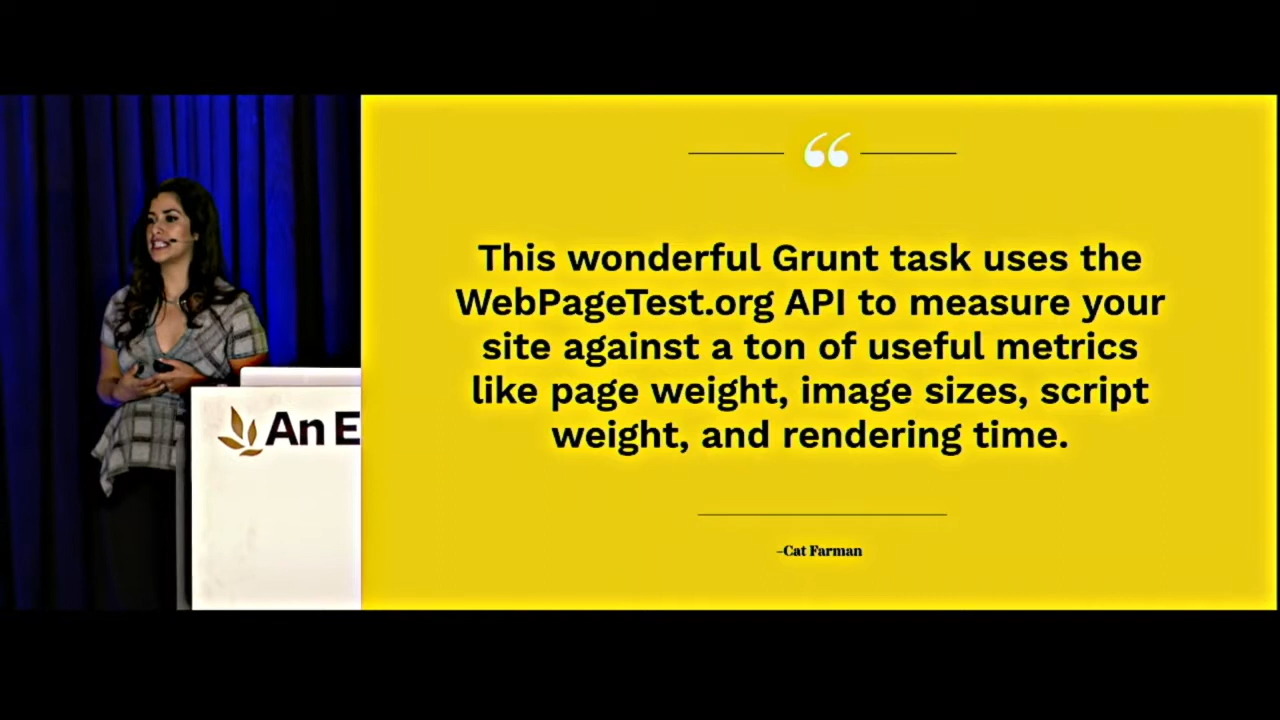 An E
“
This wonderful Grunt task uses the
WebPageTest.org API to measure your
site against a ton of useful metrics
like page weight, image sizes, script
weight, and rendering time.
–Cat Farman